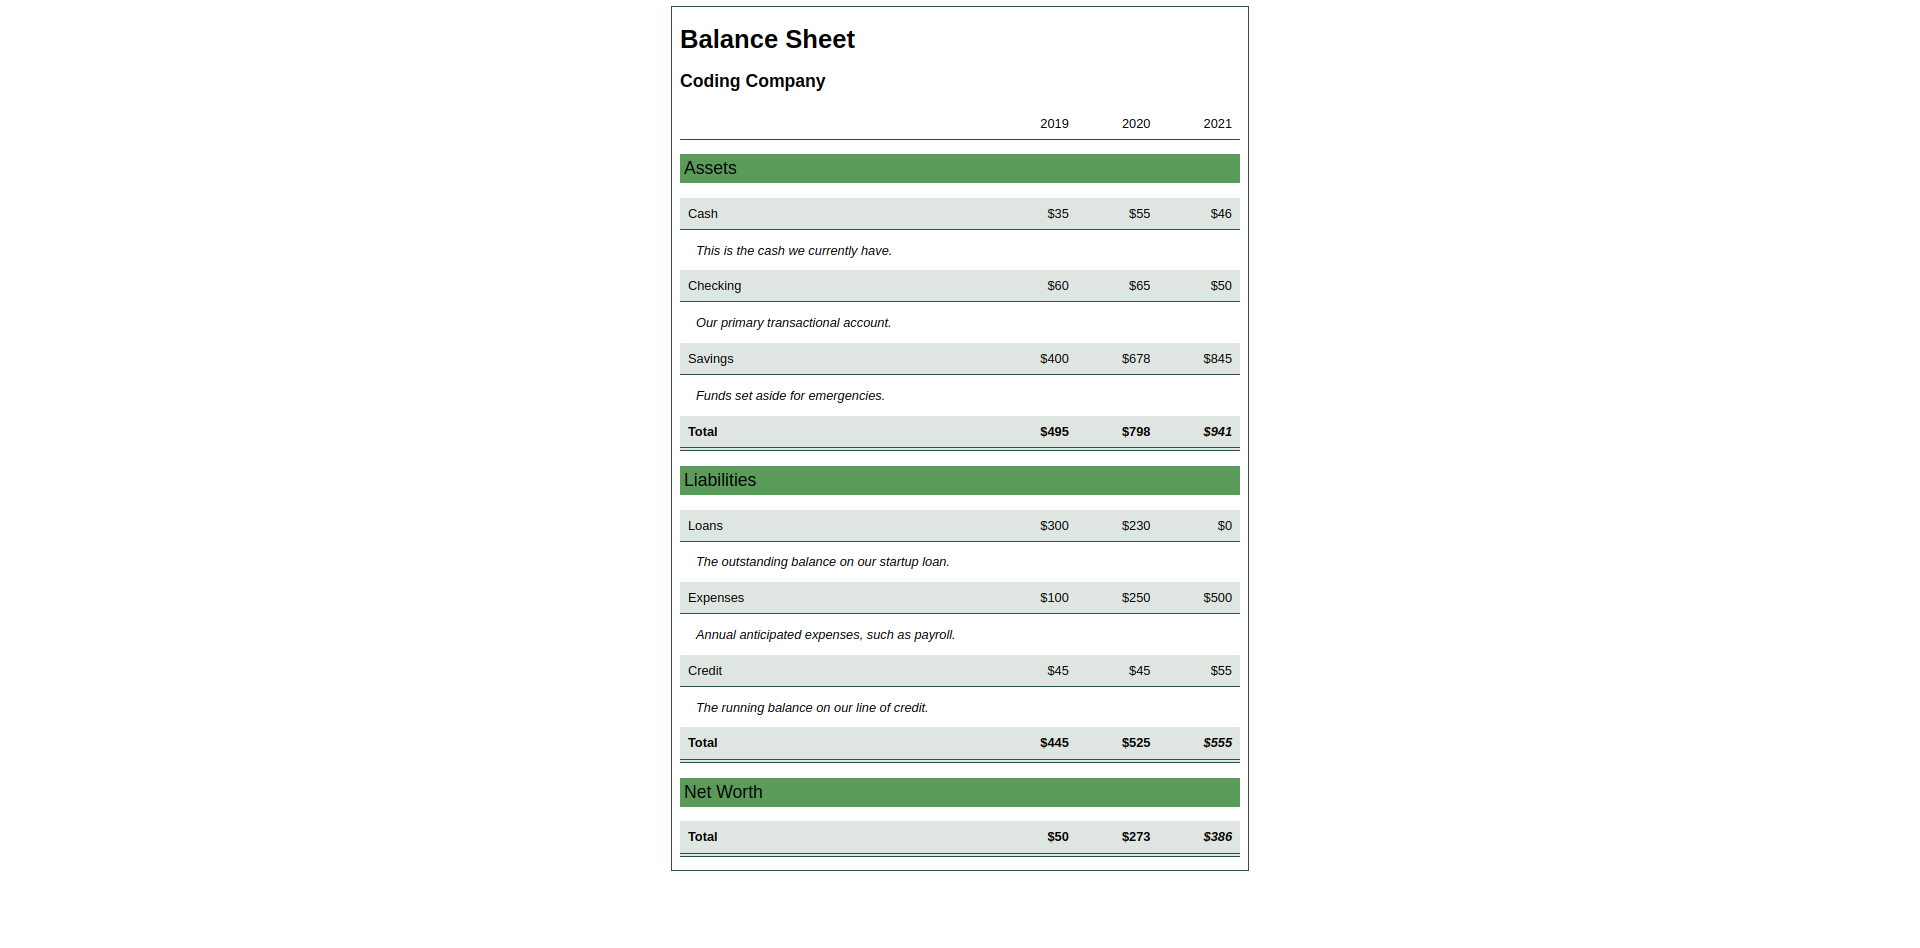 Balance Sheet
Coding Company
2019 2020 2021
Assets
Cash $35 $55 $46
This is the cash we currently have.
Checking $60 $65 $50
Our primary transactional account.
Savings $400 $678 $845
Funds set aside for emergencies.
Total $495 $798 $941
Liabilities
Loans $300 $230 $0
The outstanding balance on our startup loan.
Expenses $100 $250 $500
Annual anticipated expenses, such as payroll.
Credit $45 $45 $55
The running balance on our line of credit.
Total $445 $525 $555
Net Worth
Total $50 $273 $386